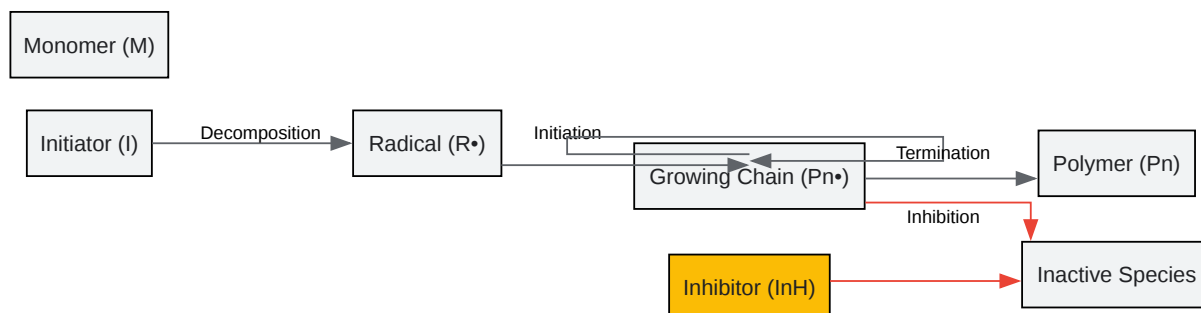 Monomer (M)
Initiator (I)
Decomposition
Radical (R•)
Initiation
Growing Chain (Pn•)
Termination
Polymer (Pn)
Inhibition
Inhibitor (InH)
Inactive Species